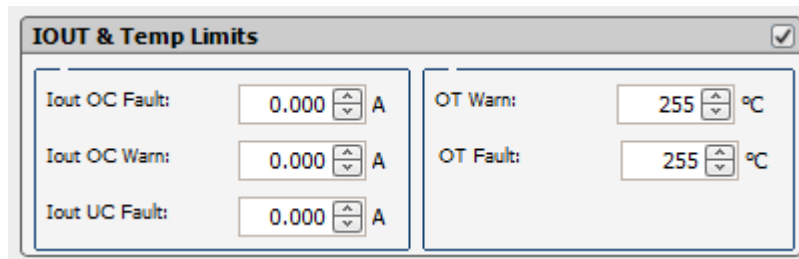 IOUT & Temp Limits
Iout OC Fault: 0.000 A
Iout OC Warn: 0.000 A
Iout UC Fault: 0.000 A
OT Warn: 255 ºC
OT Fault: 255 ºC